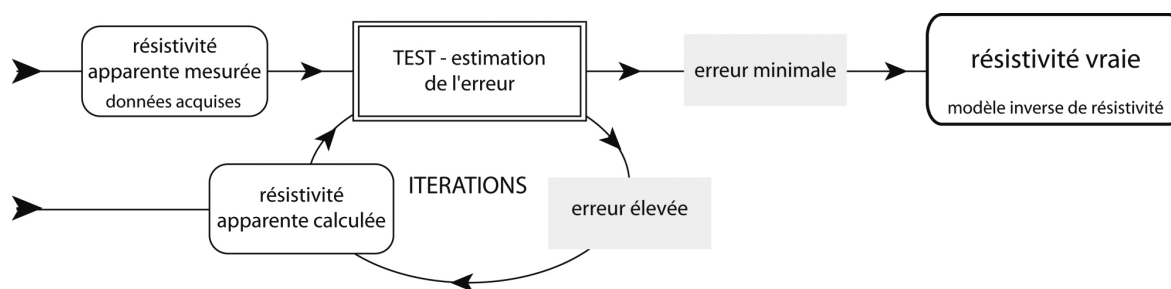 résistivité
apparente mesurée
données acquises
TEST - estimation
de l'erreur
erreur minimale
résistivité vraie
modèle inverse de résistivité
résistivité
apparente calculée
ITERATIONS
erreur élevée